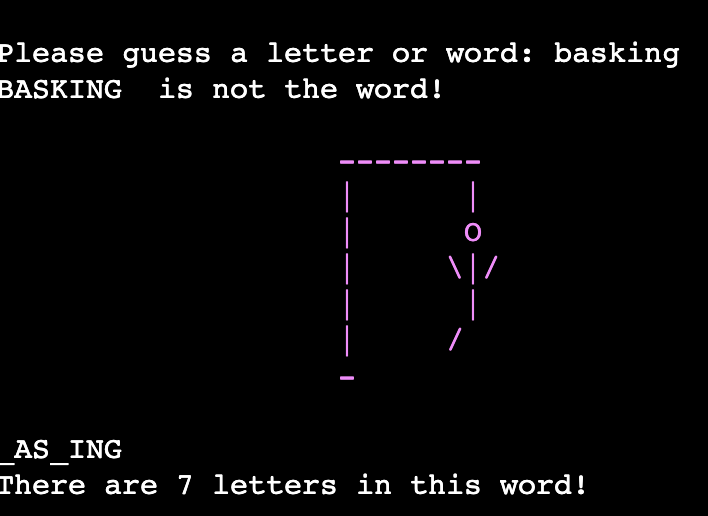 Please guess a letter or word: basking
BASKING  is not the word!
_AS_ING
There are 7 letters in this word!